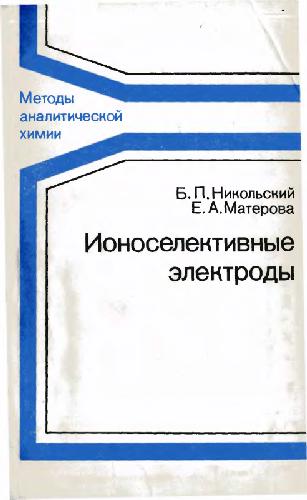 Методы
аналитической
химии
Б. П. Никольский
Е. А. Матерова
Ионоселективные
электроды